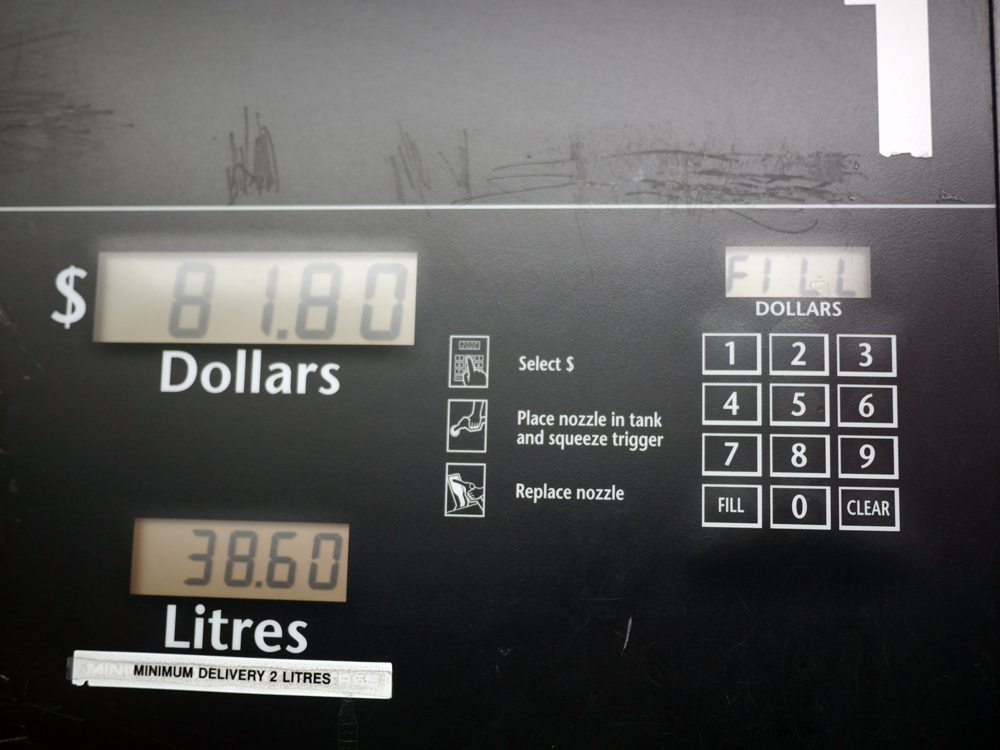 1
$ 81.80
Dollars
FILL
DOLLARS
Select $
Place nozzle in tank
and squeeze trigger
Replace nozzle
1 2 3
4 5 6
7 8 9
FILL 0 CLEAR
38.60
Litres
MINIMUM DELIVERY 2 LITRES